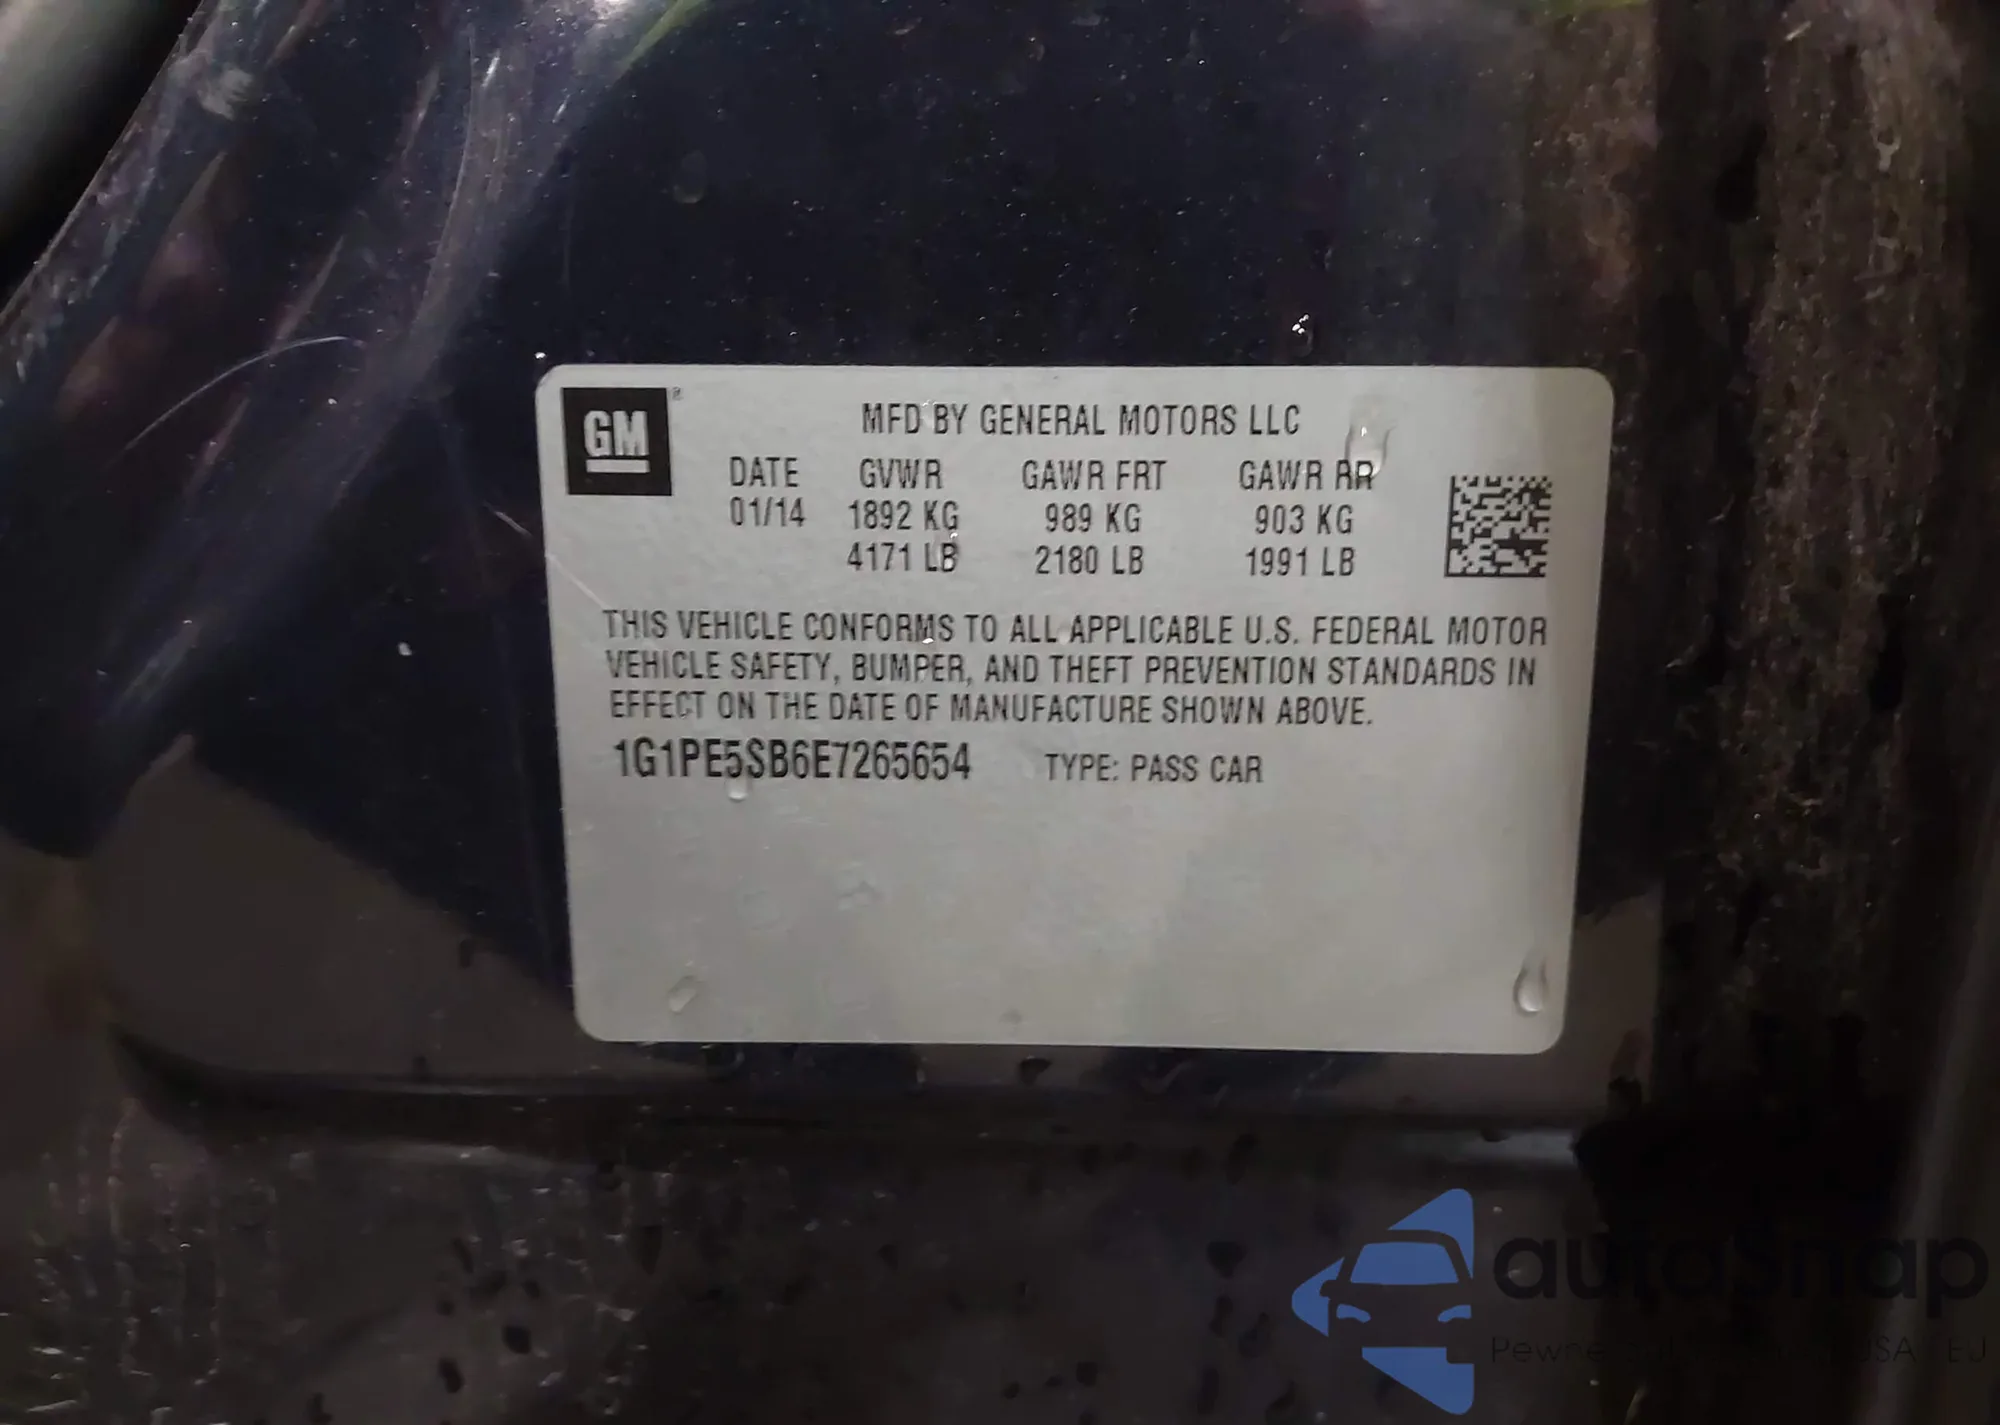 GM®
MFD BY GENERAL MOTORS LLC
DATE GVWR GAWR FRT GAWR RR
01/14 1892 KG 989 KG 903 KG
4171 LB 2180 LB 1991 LB
THIS VEHICLE CONFORMS TO ALL APPLICABLE U.S. FEDERAL MOTOR
VEHICLE SAFETY, BUMPER, AND THEFT PREVENTION STANDARDS IN
EFFECT ON THE DATE OF MANUFACTURE SHOWN ABOVE.
1G1PE5SB6E7265654 TYPE: PASS CAR
auraSnap
USA